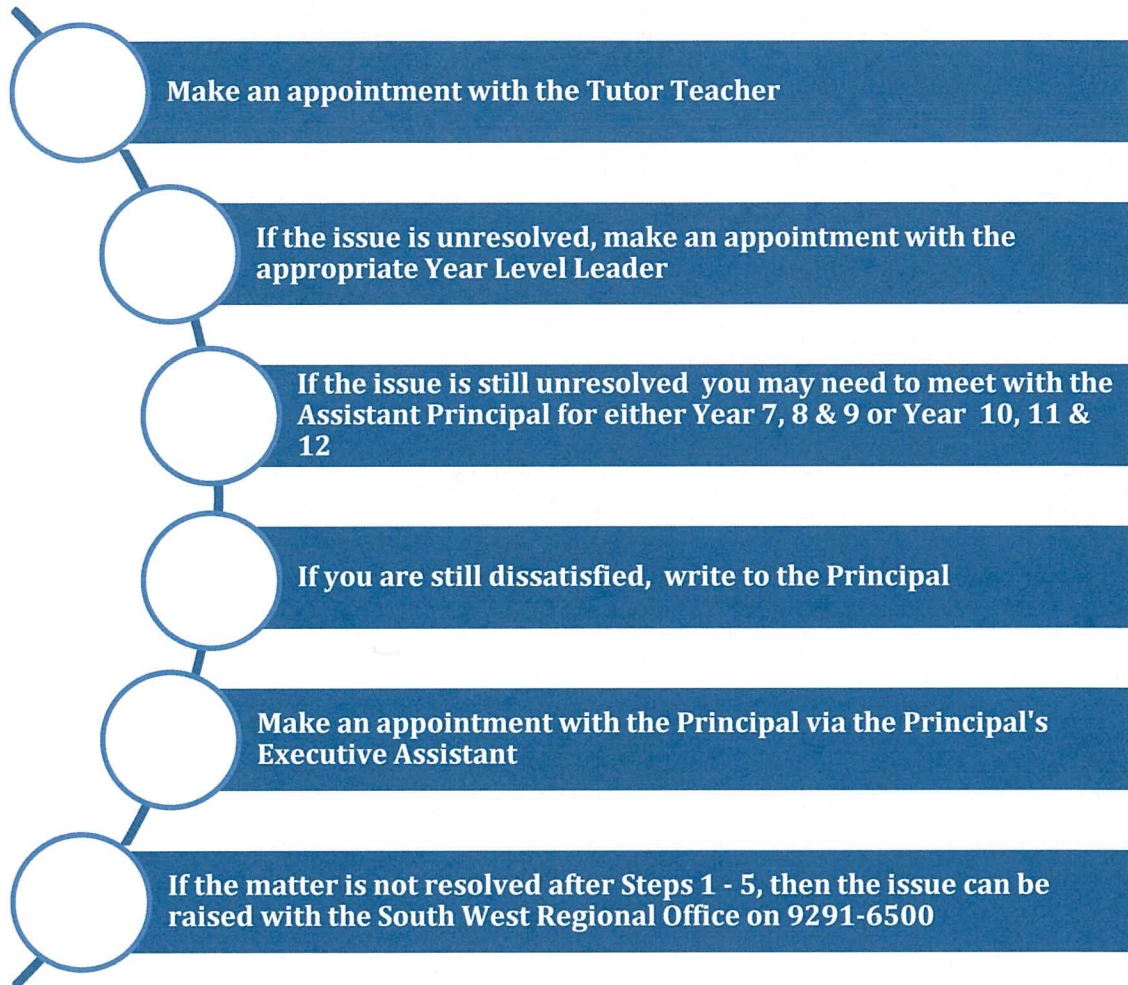 Make an appointment with the Tutor Teacher
If the issue is unresolved, make an appointment with the
appropriate Year Level Leader
If the issue is still unresolved you may need to meet with the
Assistant Principal for either Year 7, 8 & 9 or Year 10, 11 &
12
If you are still dissatisfied, write to the Principal
Make an appointment with the Principal via the Principal's
Executive Assistant
If the matter is not resolved after Steps 1 - 5, then the issue can be
raised with the South West Regional Office on 9291-6500